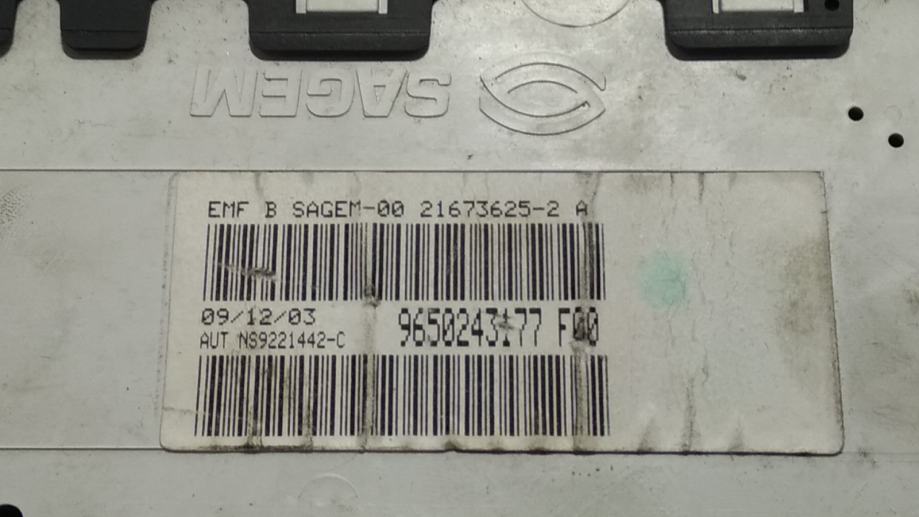 SAGEM
EMF B SAGEM-00 21673625-2 A
09/12/03
9650243177 F00
AUT NS9221442-C